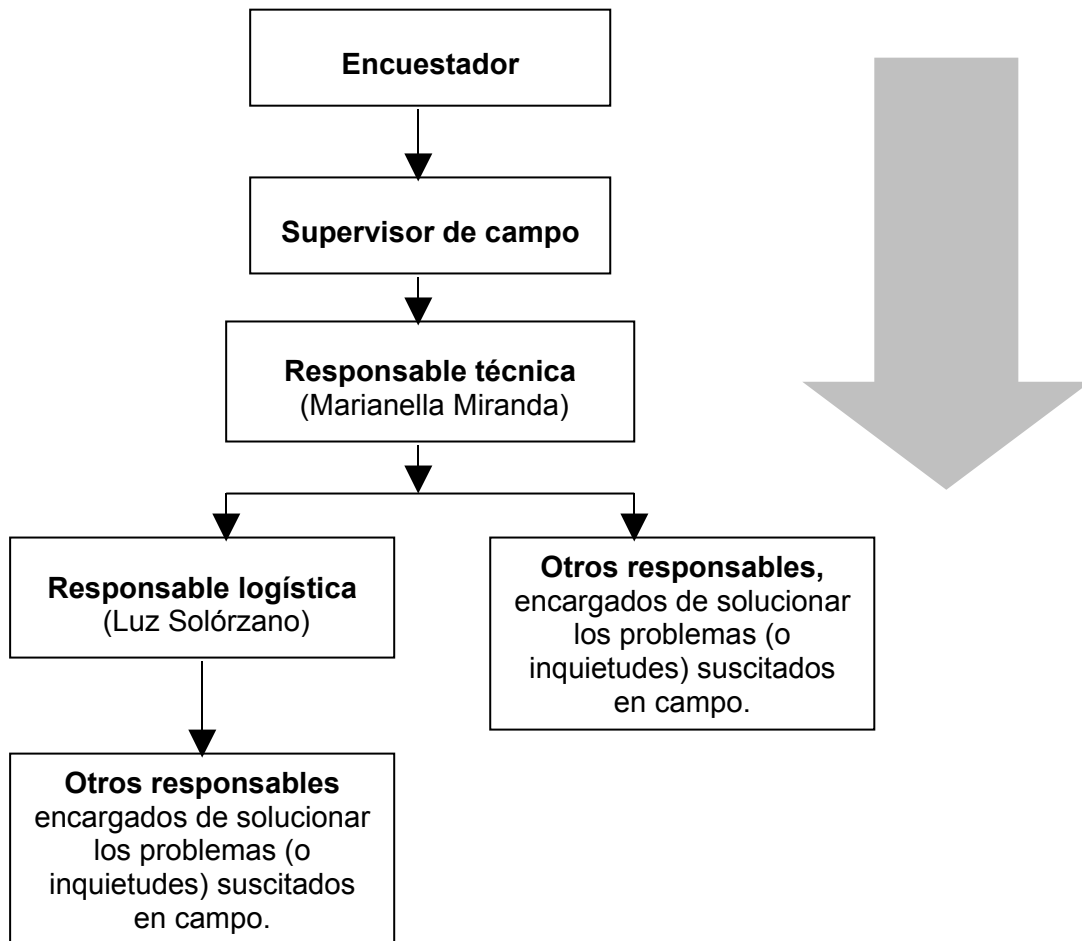 Encuestador
Supervisor de campo
Responsable técnica
(Marianella Miranda)
Responsable logística
(Luz Solórzano)
Otros responsables,
encargados de solucionar
los problemas (o
inquietudes) suscitados
en campo.
Otros responsables
encargados de solucionar
los problemas (o
inquietudes) suscitados
en campo.